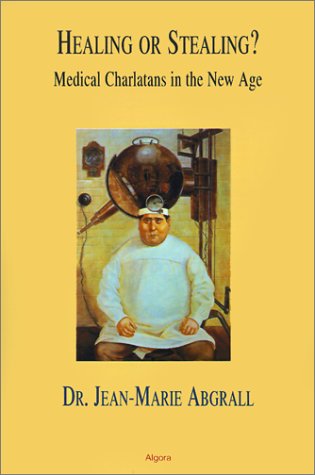 HEALING OR STEALING?
Medical Charlatans in the New Age
DR. JEAN-MARIE ABGRALL
Algora